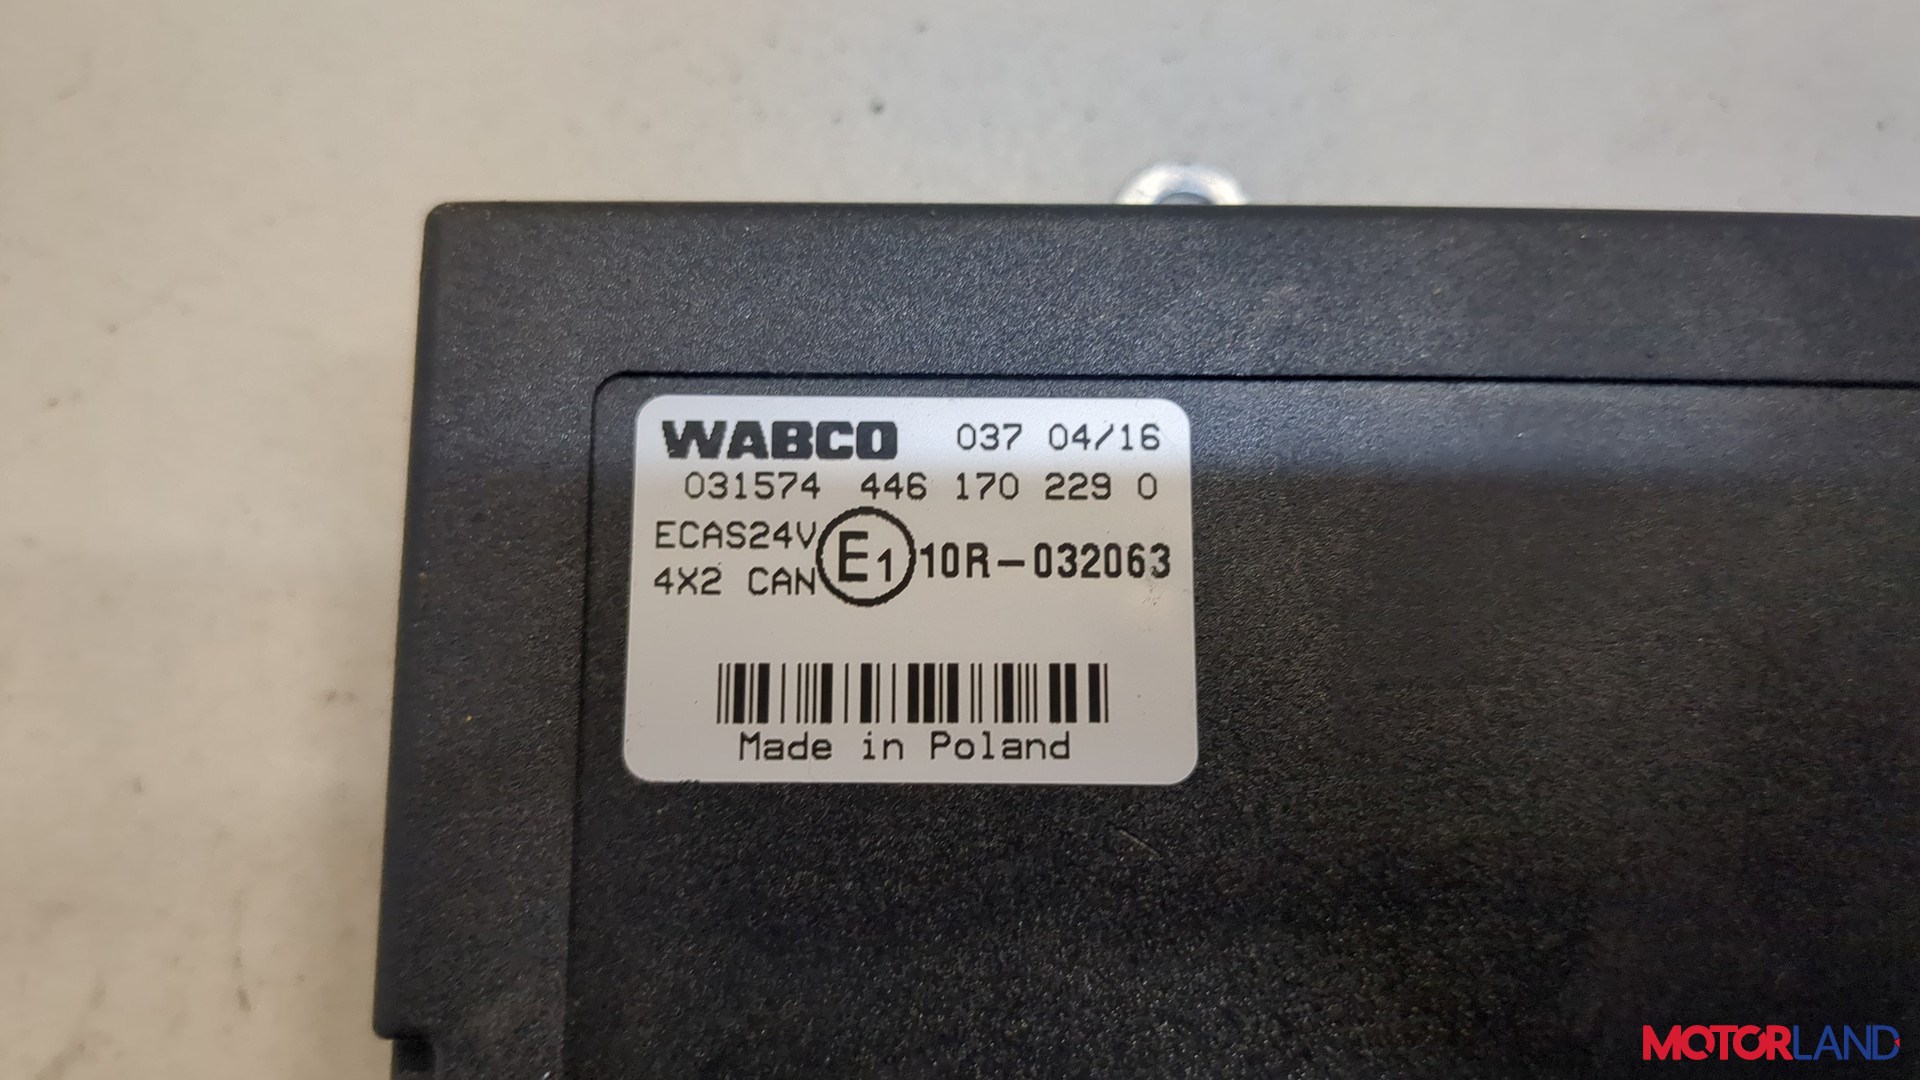 WABCO 037 04/16
031574 446 170 229 0
ECAS24V
4X2 CAN
E1 10R-032063
Made in Poland
MOTORLAND